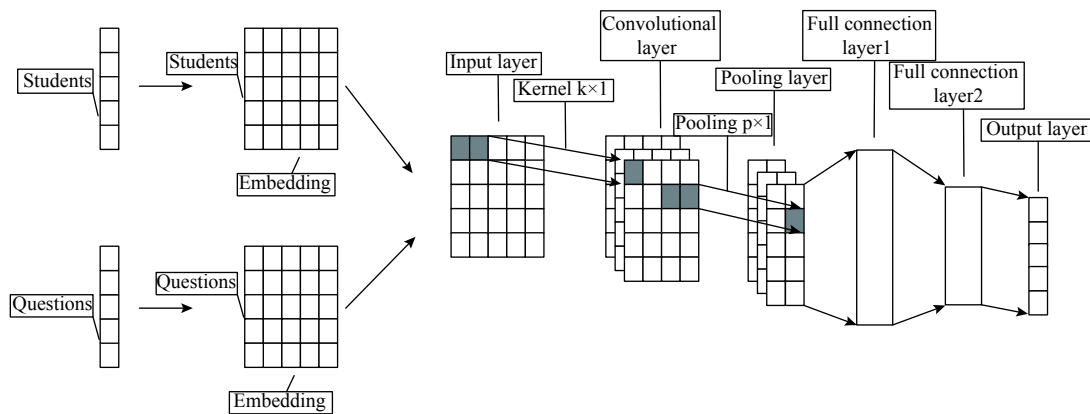 Students
Students
Embedding
Questions
Questions
Embedding
Input layer
Kernel k×1
Convolutional
layer
Pooling p×1
Pooling layer
Full connection
layer1
Full connection
layer2
Output layer